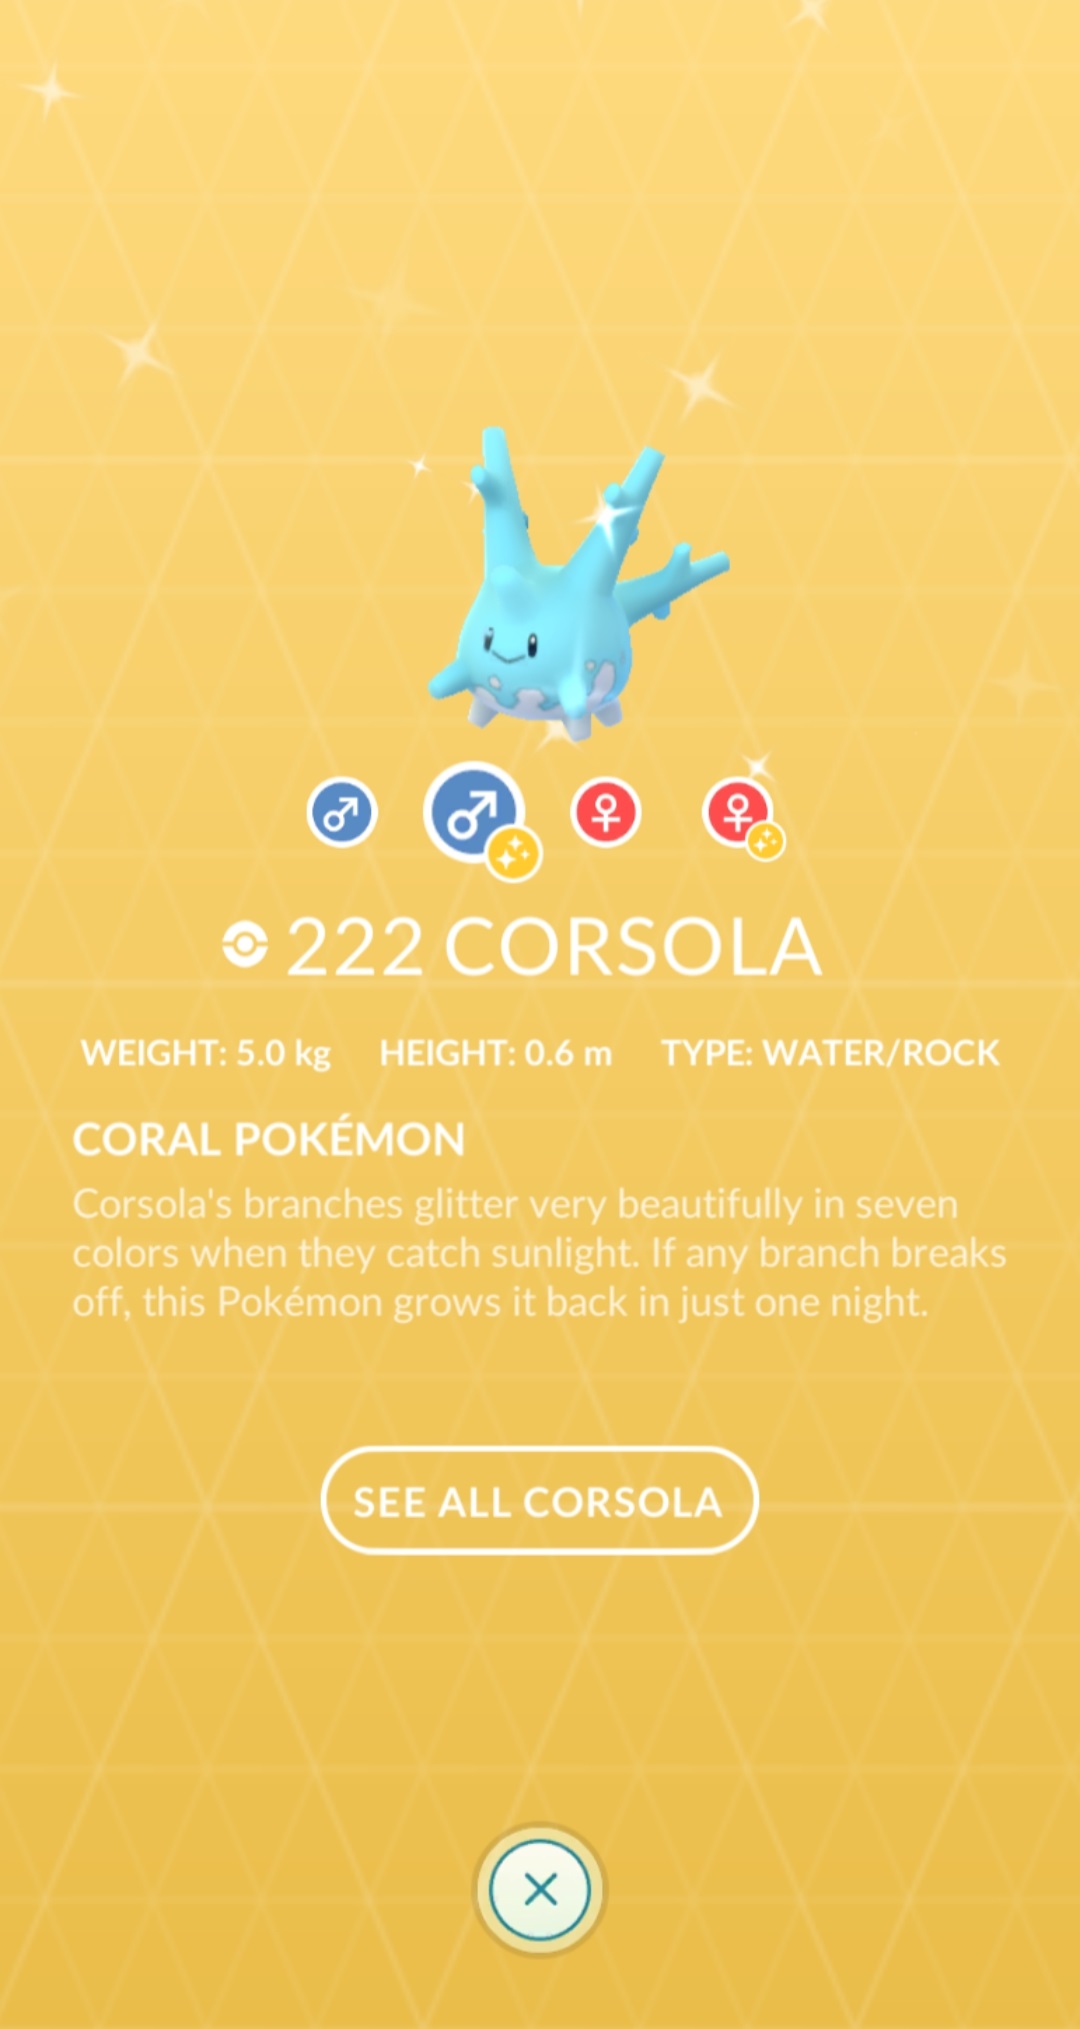 222 CORSOLA
WEIGHT: 5.0 kg HEIGHT: 0.6 m TYPE: WATER/ROCK
CORAL POKÉMON
Corsola's branches glitter very beautifully in seven
colors when they catch sunlight. If any branch breaks
off, this Pokémon grows it back in just one night.
SEE ALL CORSOLA